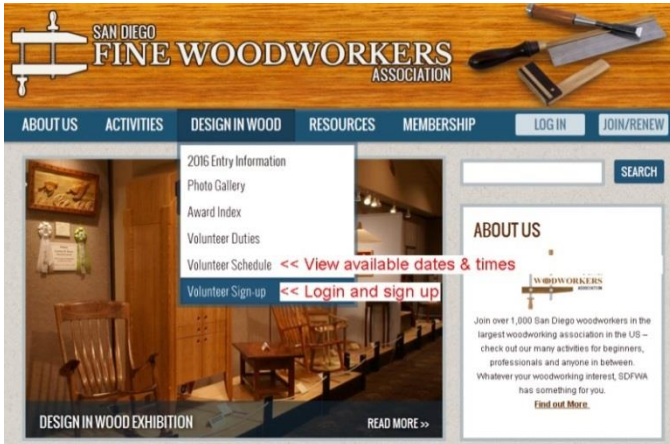 SAN DIEGO
FINE WOODWORKERS
ASSOCIATION
ABOUT US ACTIVITIES DESIGN IN WOOD RESOURCES MEMBERSHIP LOG IN JOIN/RENEW
2016 Entry Information
Photo Gallery
Award Index
Volunteer Duties
Volunteer Schedule << View available dates & times
Volunteer Sign-up << Login and sign up
DESIGN IN WOOD EXHIBITION READ MORE >>
SEARCH
ABOUT US
WOODWORKERS
ASSOCIATION
Join over 1,000 San Diego woodworkers in the
largest woodworking association in the US –
check out our many activities for beginners,
professionals and anyone in between.
Whatever your woodworking interest, SDFWA
has something for you.
Find out More